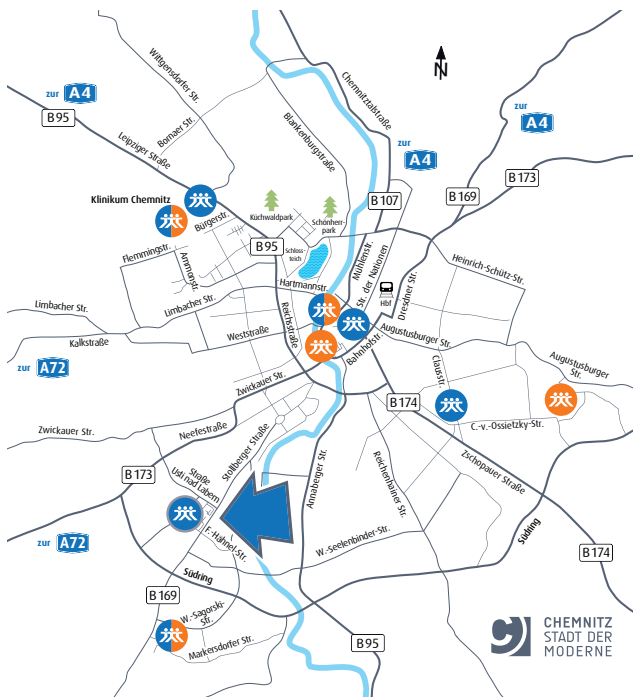 Wittgensdorfer Str.
Chemnitztalstraße
N
zur A4
B95
Bornaer Str.
Leipziger Straße
Blankenburgstraße
zur
A4
zur
A4
B173
B169
B107
Klinikum Chemnitz
Bürgerstr.
Küchwaldpark
Schönherr-
park
Flemmingstr.
Ammonstr.
B95
Schloss-
teich
Mühlenstr.
Str. der Nationen
Heinrich-Schütz-Str.
Hartmannstr.
Hbf
Dresdner Str.
Limbacher Str.
Limbacher Str.
Reichsstraße
Weststraße
Kalkstraße
Augustusburger Str.
Bahnhofstr.
Clausstr.
Augustusburger
Str.
zur A72
Zwickauer Str.
B174
C.-v.-Ossietzky-Str.
Zwickauer Str.
Neefestraße
Stollberger Straße
Zschopauer Straße
B173
Straße
Usti nad Labem
Annaberger Str.
Reichenhainer Str.
F.-Hähnel-Str.
W.-Seelenbinder-Str.
Südring
zur A72
B174
Südring
B169
W.-Sagorski-
Str.
Markersdorfer Str.
B95
CHEMNITZ
STADT DER
MODERNE